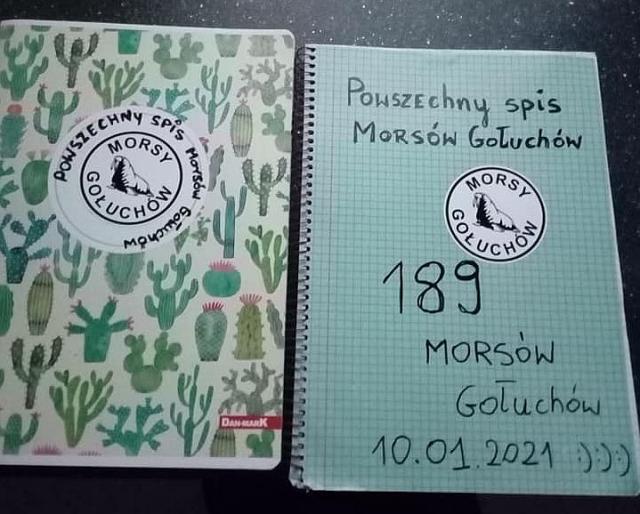 POWSZECHNY SPIS MORSÓW GOŁUCHÓW
MORSY
GOŁUCHÓW
DAN-MARK
POWSZECHNY SPIS
MORSÓW GOŁUCHÓW
MORSY
GOŁUCHÓW
189
MORSÓW
GOŁUCHÓW
10.01.2021 :):):)